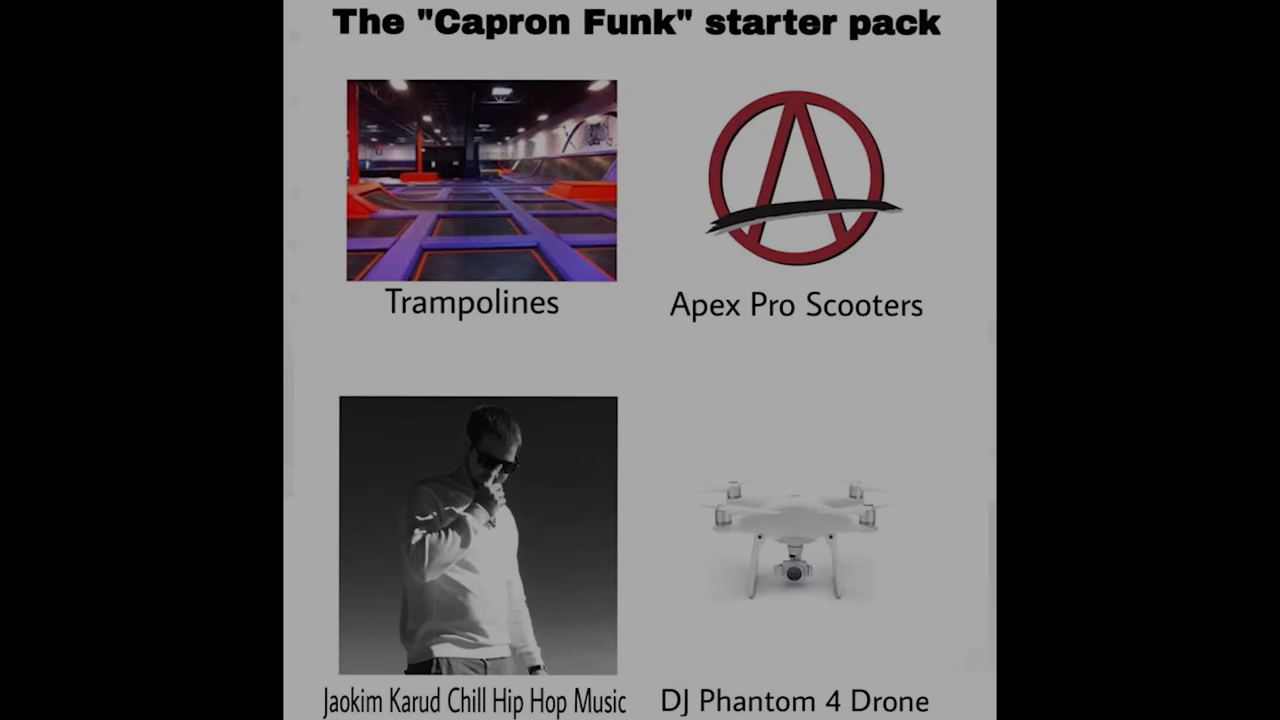 The "Capron Funk" starter pack
Trampolines
Apex Pro Scooters
Jaokim Karud Chill Hip Hop Music
DJ Phantom 4 Drone